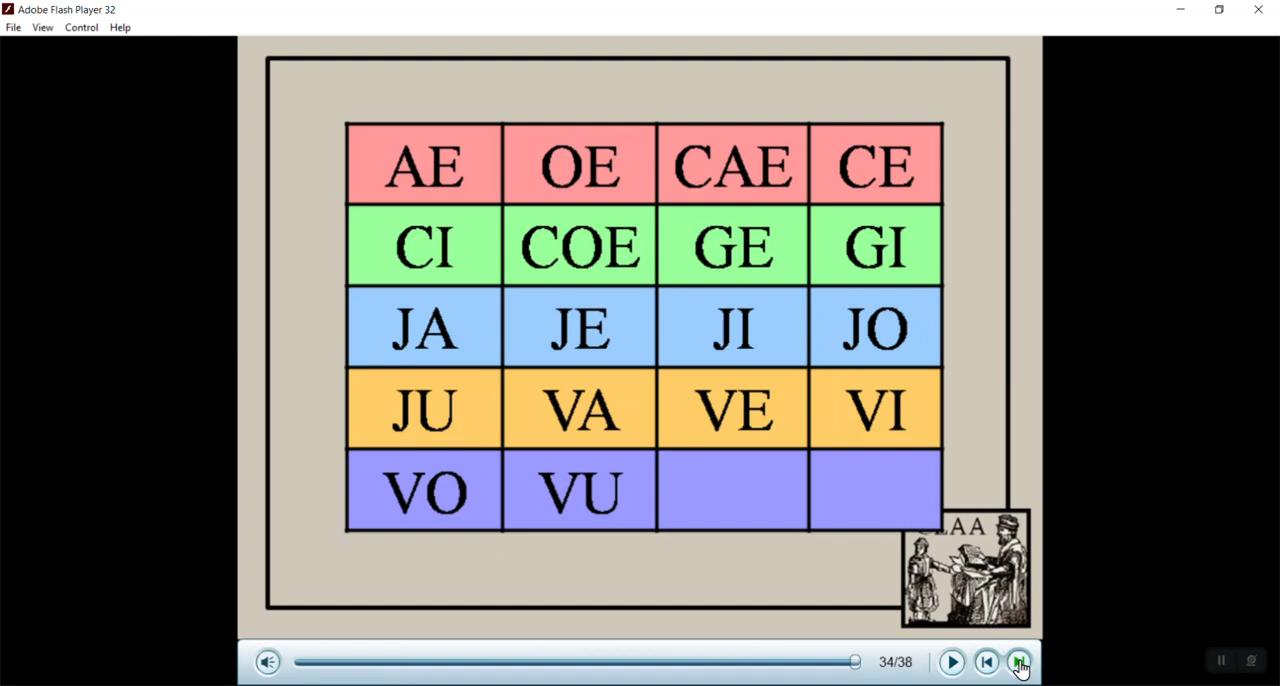 Adobe Flash Player 32
File View Control Help
AE OE CAE CE
CI COE GE GI
JA JE JI JO
JU VA VE VI
VO VU
34/38